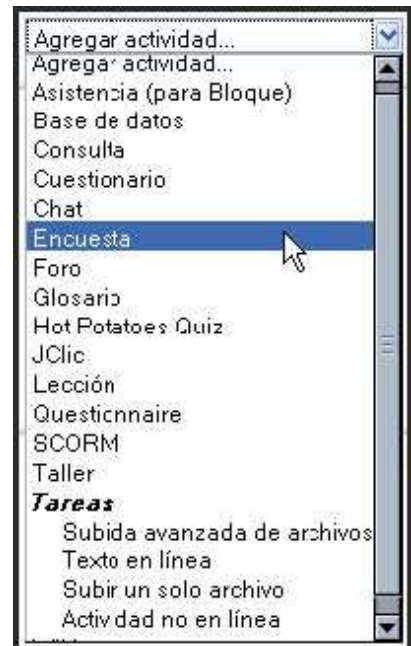 Agregar actividad...
Agregar actividad...
Asistencia (para Bloque)
Base de datos
Consulta
Cuestionario
Chat
Encuesta
Foro
Glosario
Hot Potatoes Quiz
JClic
Lección
Questionnaire
SCORM
Taller
Tareas
Subida avanzada de archivos
Texto en línea
Subir un solo archivo
Actividad no en línea